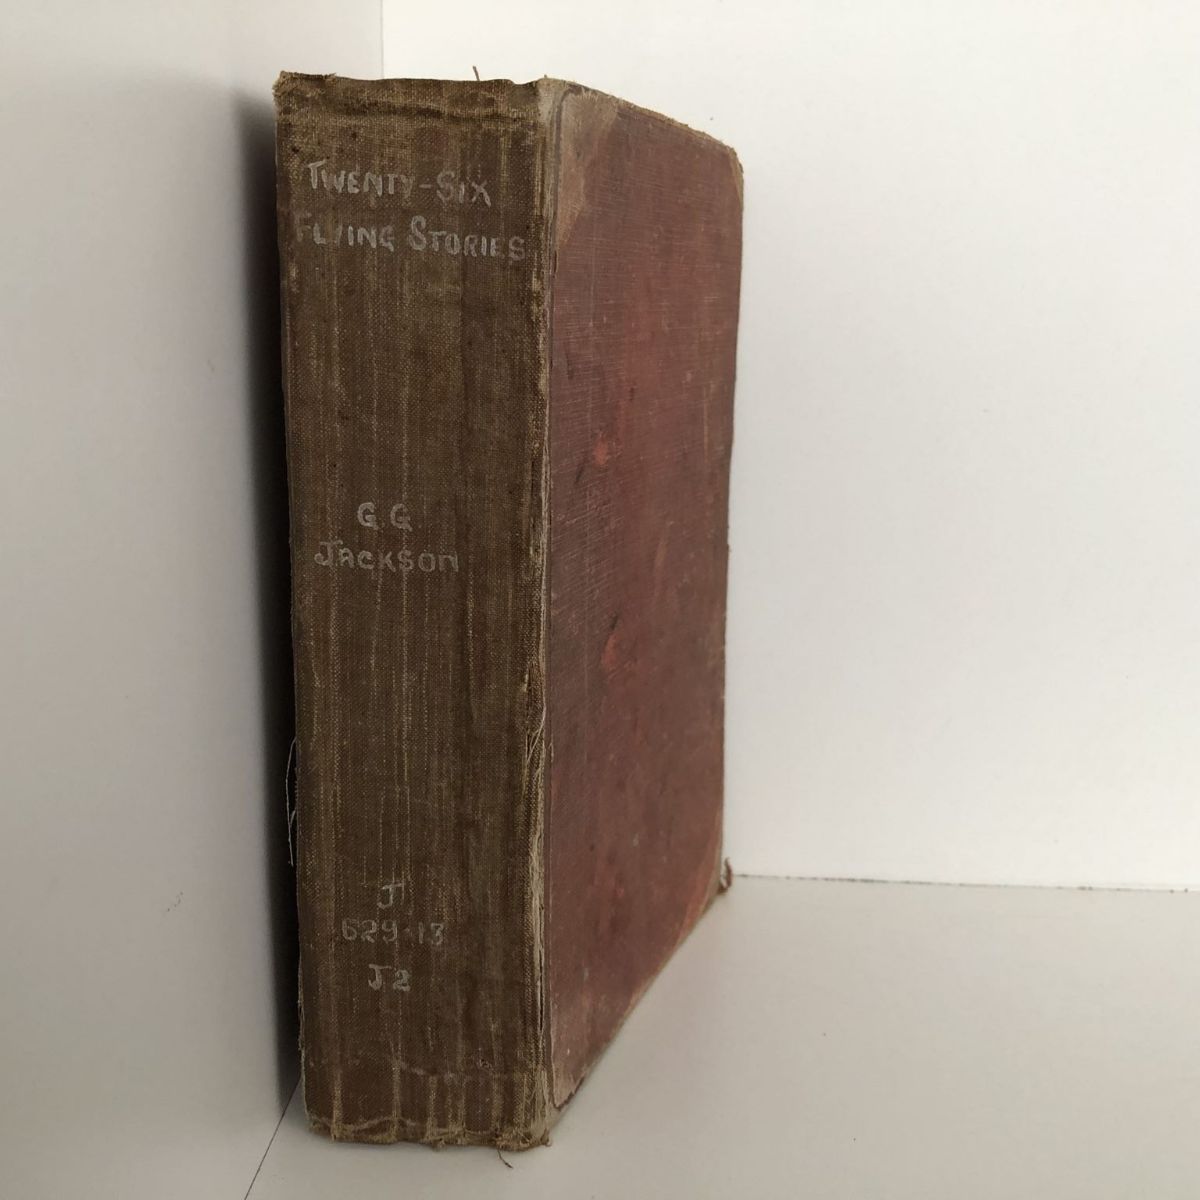 TWENTY-SIX
FLYING STORIES
G G
JACKSON
J
629.13
J2